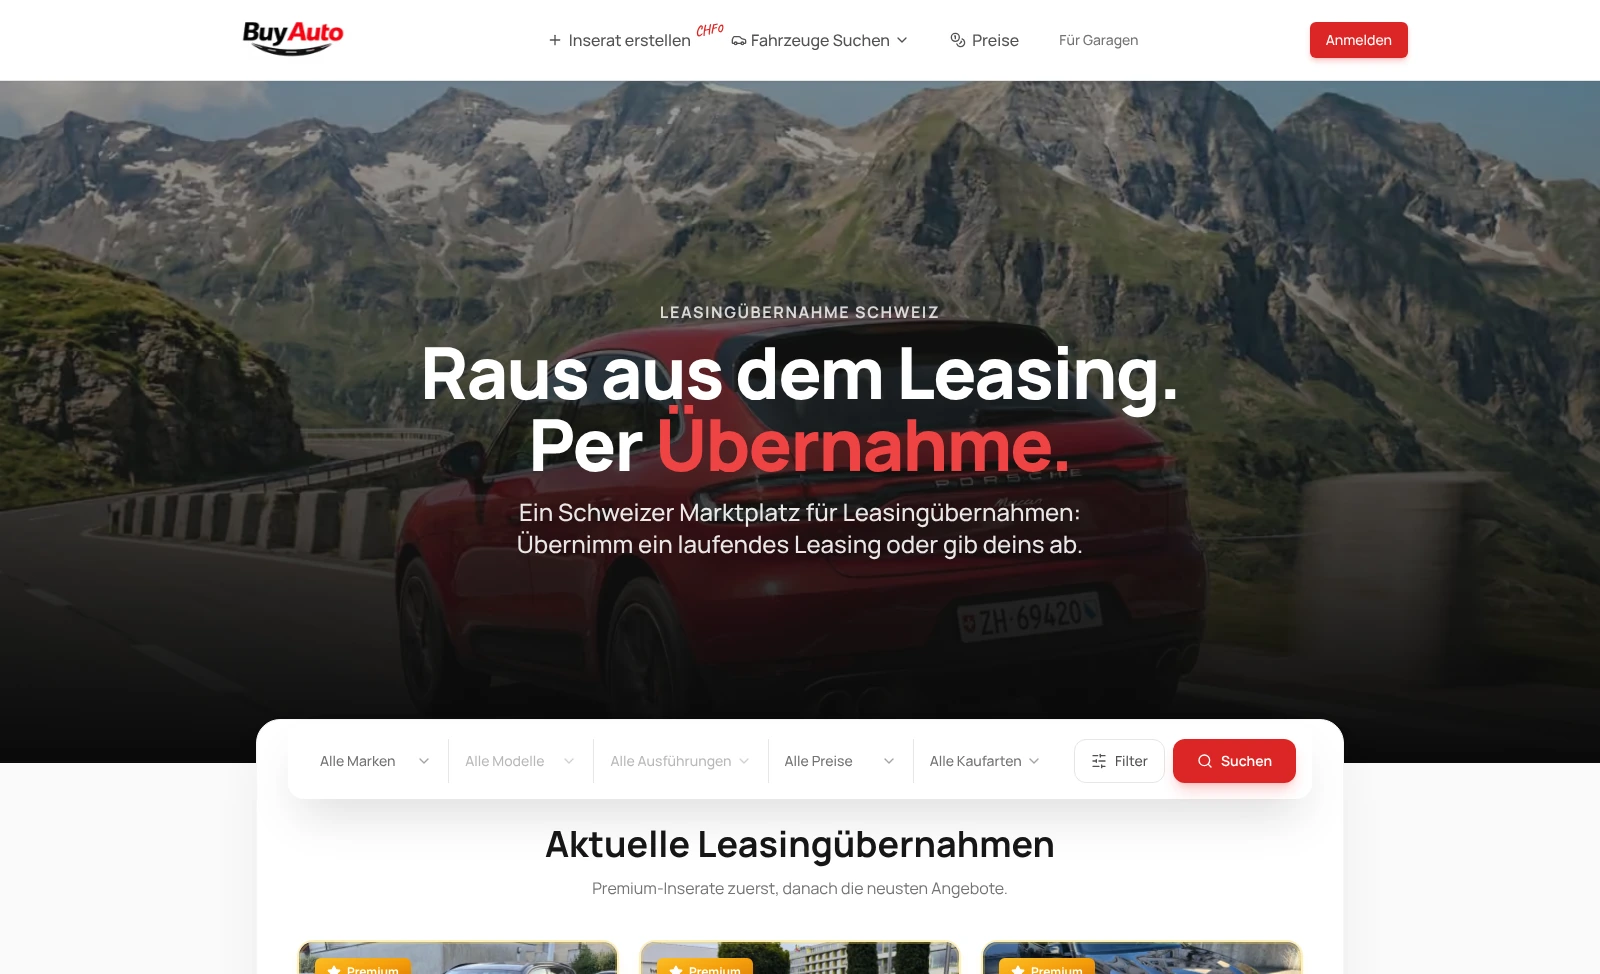 BuyAuto
Inserat erstellen CHF0
Fahrzeuge Suchen
Preise
Für Garagen
Anmelden
LEASINGÜBERNAHME SCHWEIZ
Raus aus dem Leasing.
Per Übernahme.
PORSCHE
Macan
Ein Schweizer Marktplatz für Leasingübernahmen:
Übernimm ein laufendes Leasing oder gib deins ab.
ZH·69420
Alle Marken
Alle Modelle
Alle Ausführungen
Alle Preise
Alle Kaufarten
Filter
Suchen
Aktuelle Leasingübernahmen
Premium-Inserate zuerst, danach die neusten Angebote.
Premium
Premium
Premium